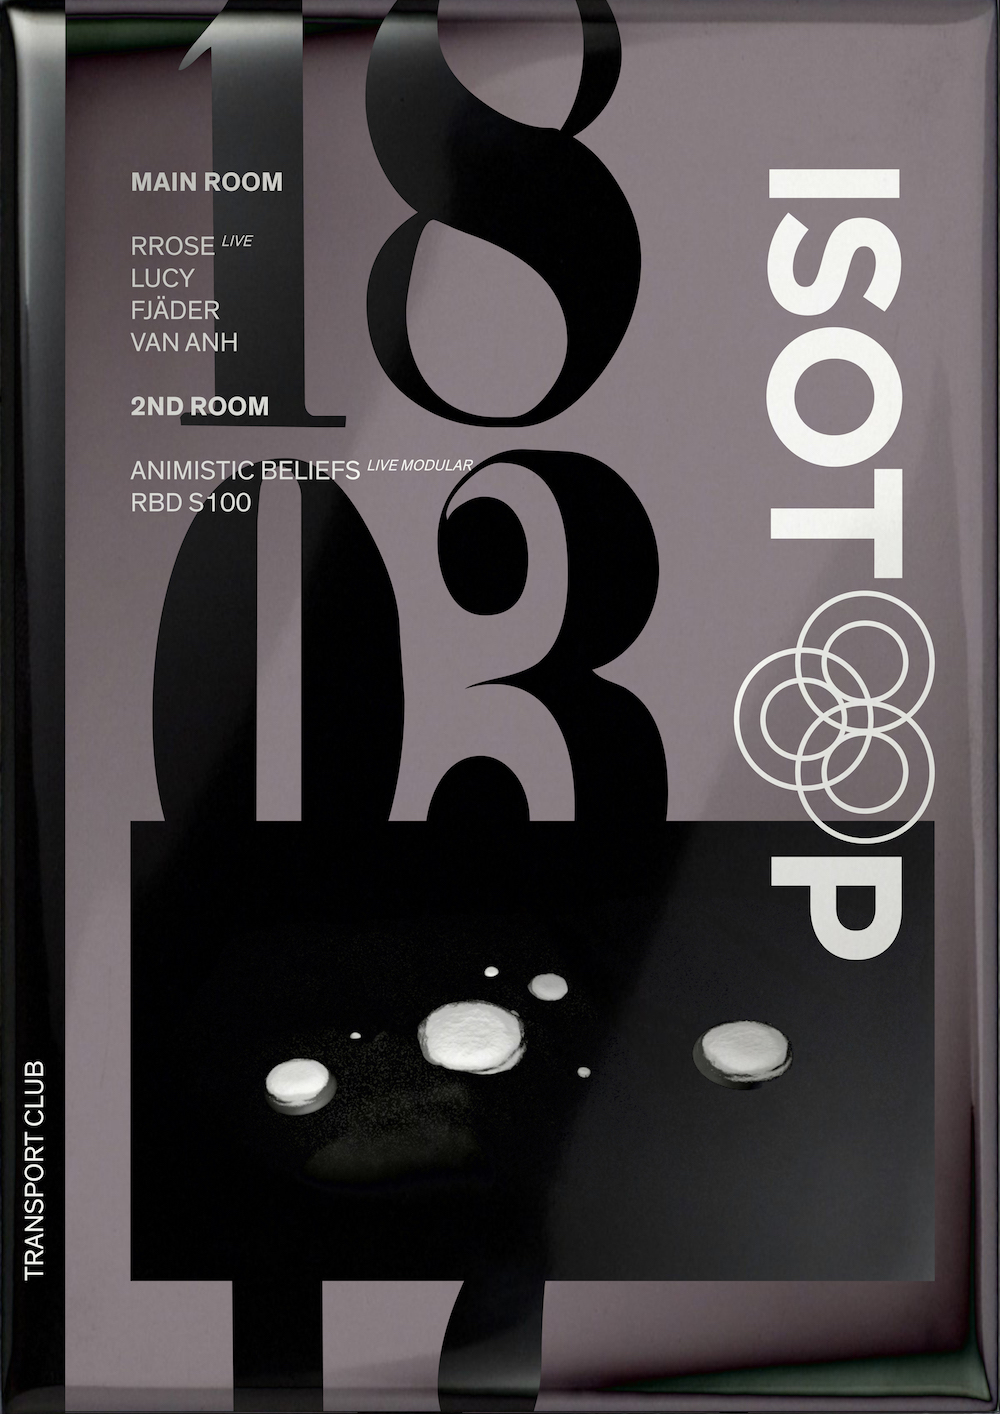 18
MAIN ROOM
RROSE LIVE
LUCY
FJÄDER
VAN ANH
2ND ROOM
ANIMISTIC BELIEFS LIVE MODULAR
RBD S100
03
17
ISOTOOP
TRANSPORT CLUB